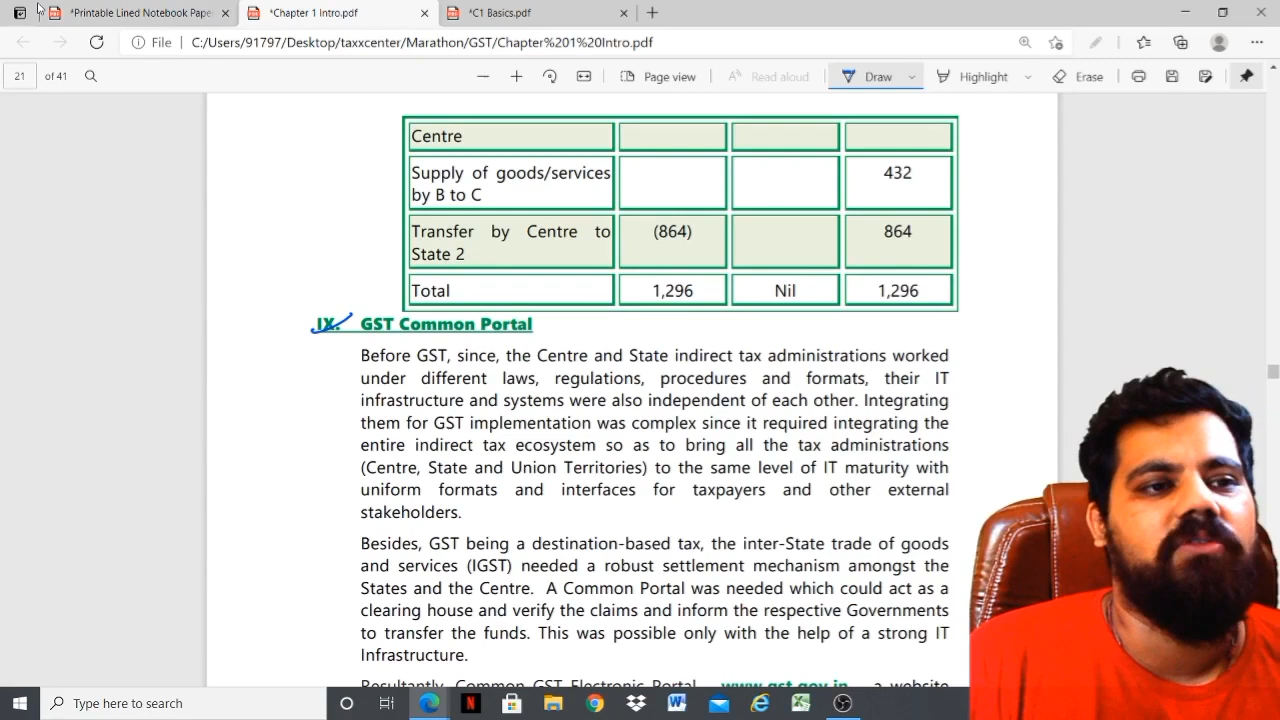 *Printable Lined Notebook Pape
*Chapter 1 Intro.pdf
*C1 Basics.pdf
File
C:/Users/91797/Desktop/taxxcenter/Marathon/GST/Chapter%201%20Intro.pdf
21 of 41
Page view
Read aloud
Draw
Highlight
Erase
Centre
Supply of goods/services 432
by B to C
Transfer by Centre to (864) 864
State 2
Total 1,296 Nil 1,296
IX. GST Common Portal
Before GST, since, the Centre and State indirect tax administrations worked
under different laws, regulations, procedures and formats, their IT
infrastructure and systems were also independent of each other. Integrating
them for GST implementation was complex since it required integrating the
entire indirect tax ecosystem so as to bring all the tax administrations
(Centre, State and Union Territories) to the same level of IT maturity with
uniform formats and interfaces for taxpayers and other external
stakeholders.
Besides, GST being a destination-based tax, the inter-State trade of goods
and services (IGST) needed a robust settlement mechanism amongst the
States and the Centre. A Common Portal was needed which could act as a
clearing house and verify the claims and inform the respective Governments
to transfer the funds. This was possible only with the help of a strong IT
Infrastructure.
Resultantly, Common GST Electronic Portal – www.gst.gov.in – a website
Type here to search